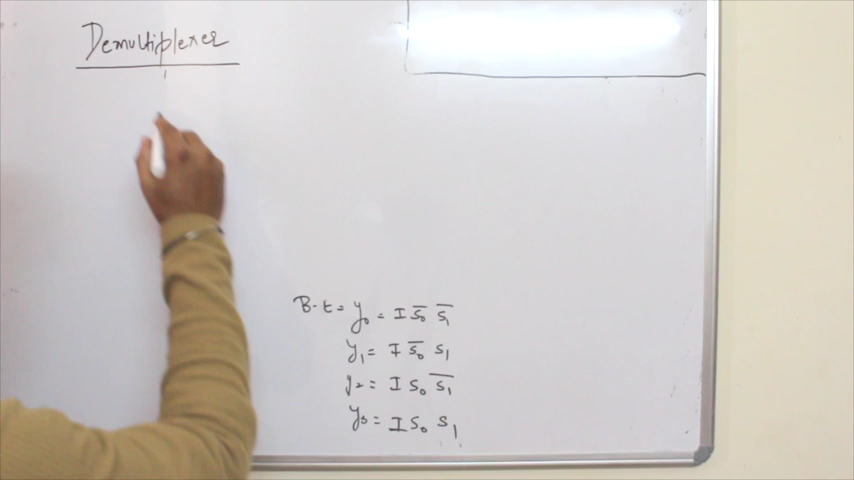 Demultiplexer
B.t = y₀ = I S̅₀ S̅₁
y₁ = I S̅₀ S₁
y₂ = I S₀ S̅₁
y₃ = I S₀ S₁